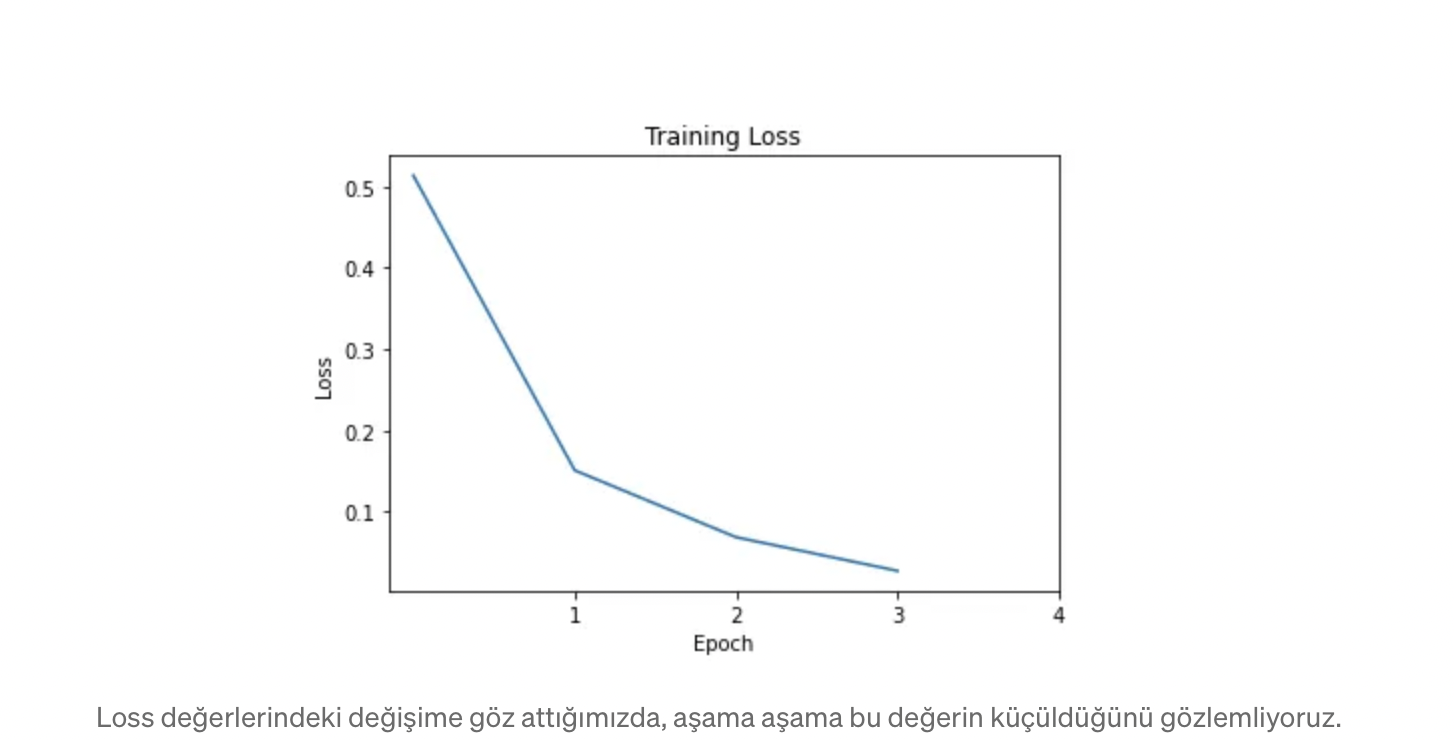 Training Loss
0.5
0.4
0.3
0.2
0.1
Loss
1 2 3 4
Epoch
Loss değerlerindeki değişime göz attığımızda, aşama aşama bu değerin küçüldüğünü gözlemliyoruz.